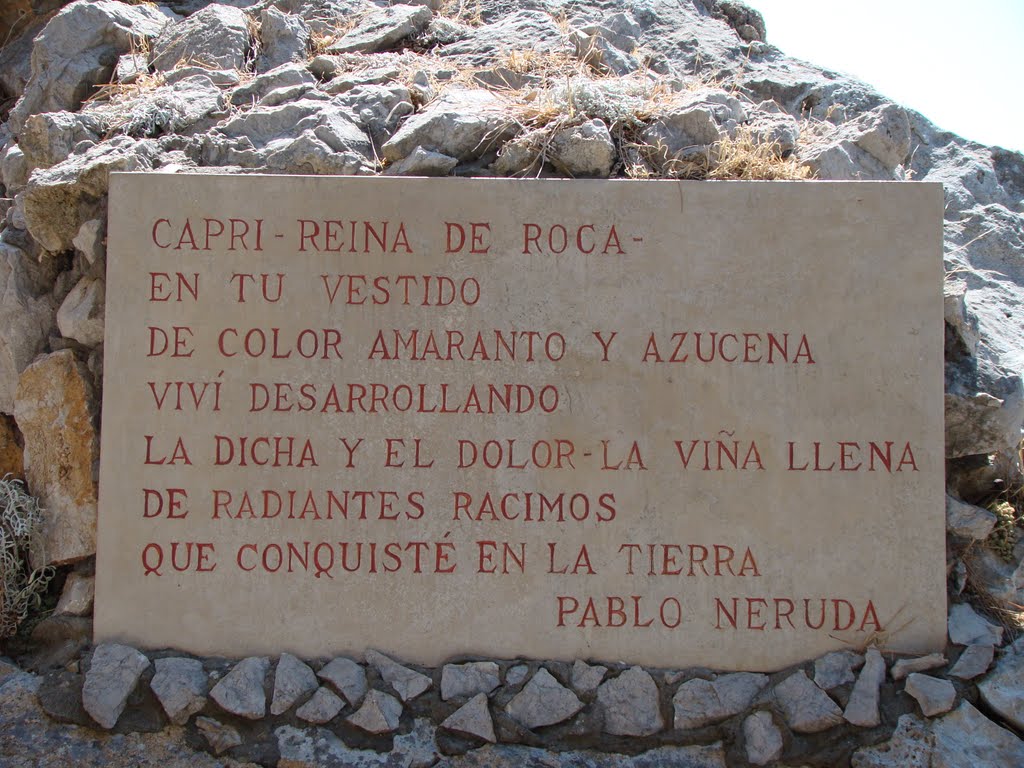 CAPRI - REINA DE ROCA -
EN TU VESTIDO
DE COLOR AMARANTO Y AZUCENA
VIVÍ DESARROLLANDO
LA DICHA Y EL DOLOR - LA VIÑA LLENA
DE RADIANTES RACIMOS
QUE CONQUISTÉ EN LA TIERRA
PABLO NERUDA